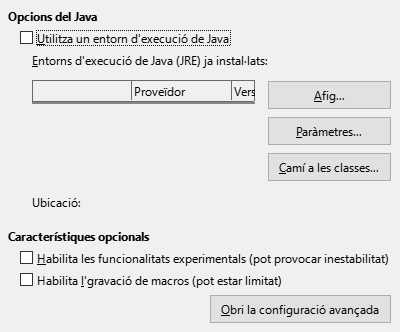 Opcions del Java
Utilitza un entorn d'execució de Java
Entorns d'execució de Java (JRE) ja instal·lats:
Proveïdor Vers
Afig...
Paràmetres...
Camí a les classes...
Ubicació:
Característiques opcionals
Habilita les funcionalitats experimentals (pot provocar inestabilitat)
Habilita l'gravació de macros (pot estar limitat)
Obri la configuració avançada